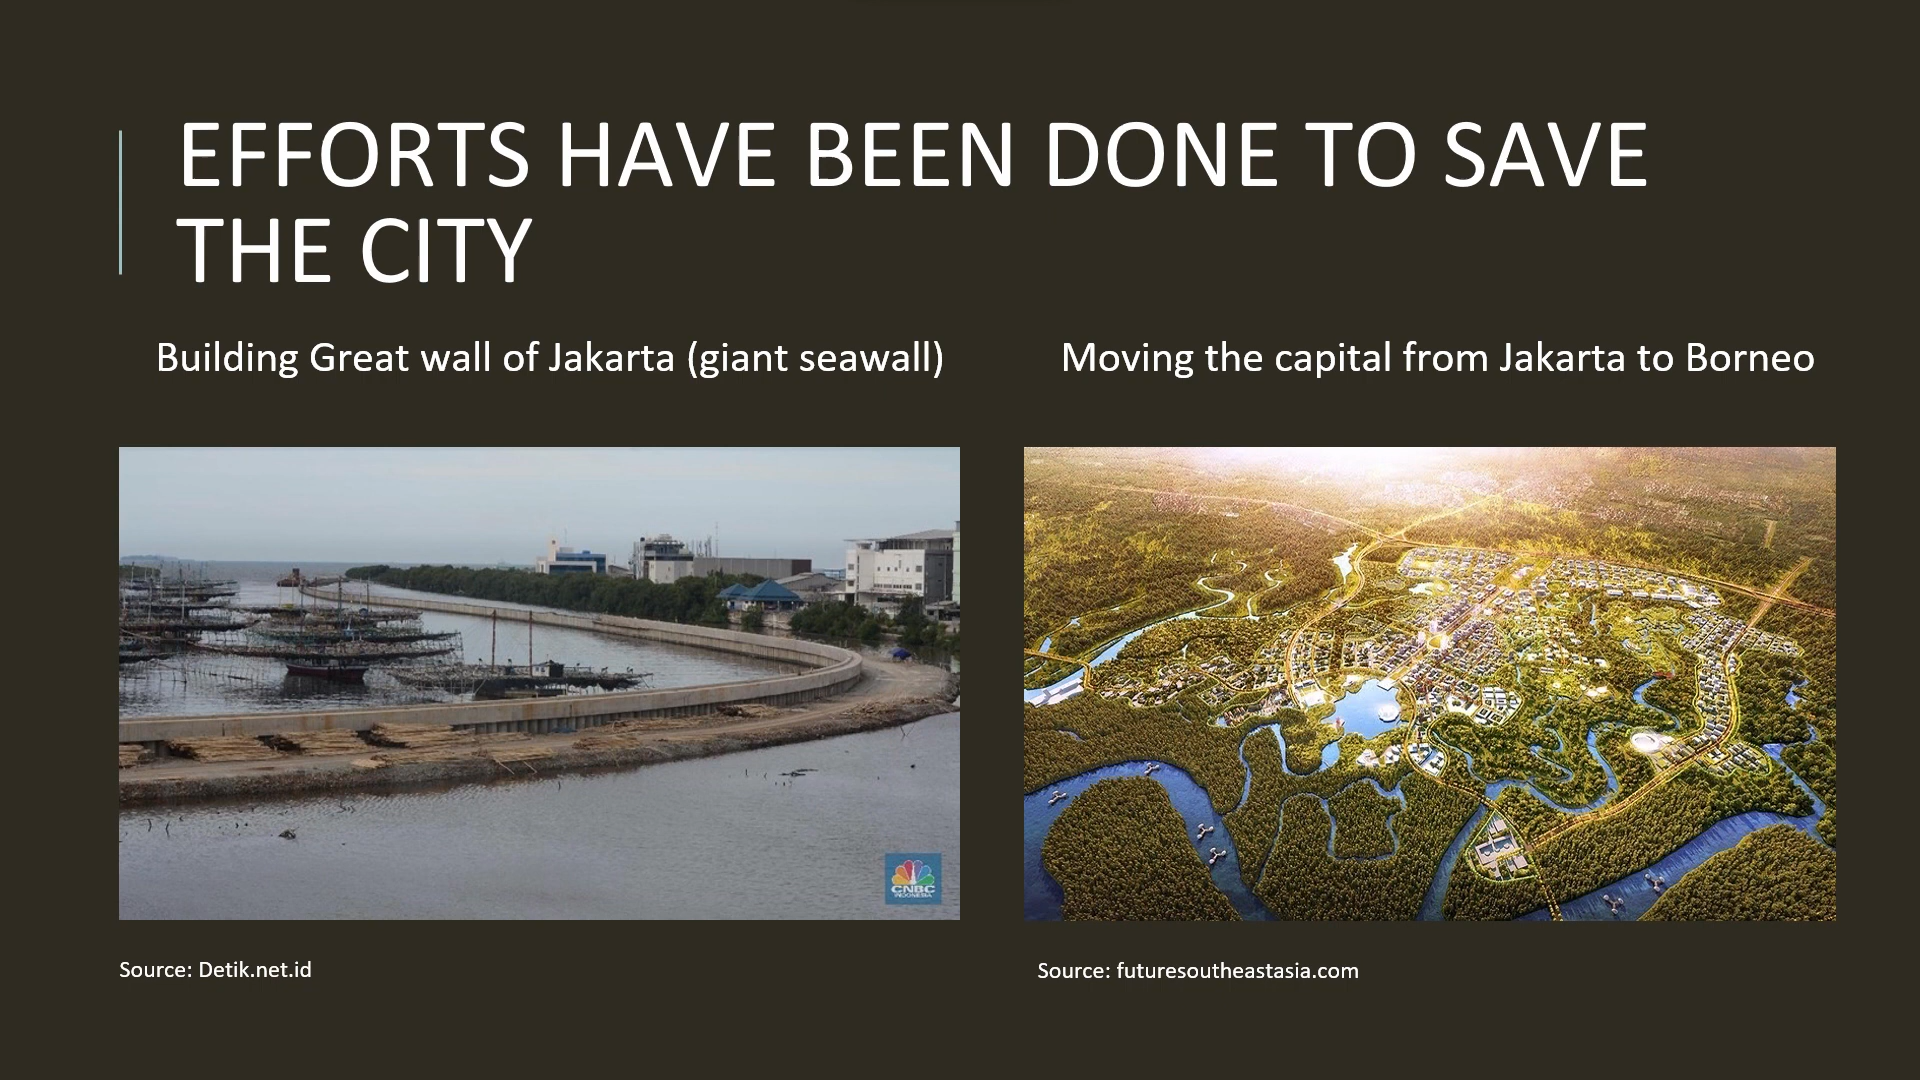 EFFORTS HAVE BEEN DONE TO SAVE
THE CITY
Building Great wall of Jakarta (giant seawall)
Moving the capital from Jakarta to Borneo
CNBC
INDONESIA
Source: Detik.net.id
Source: futuresoutheastasia.com